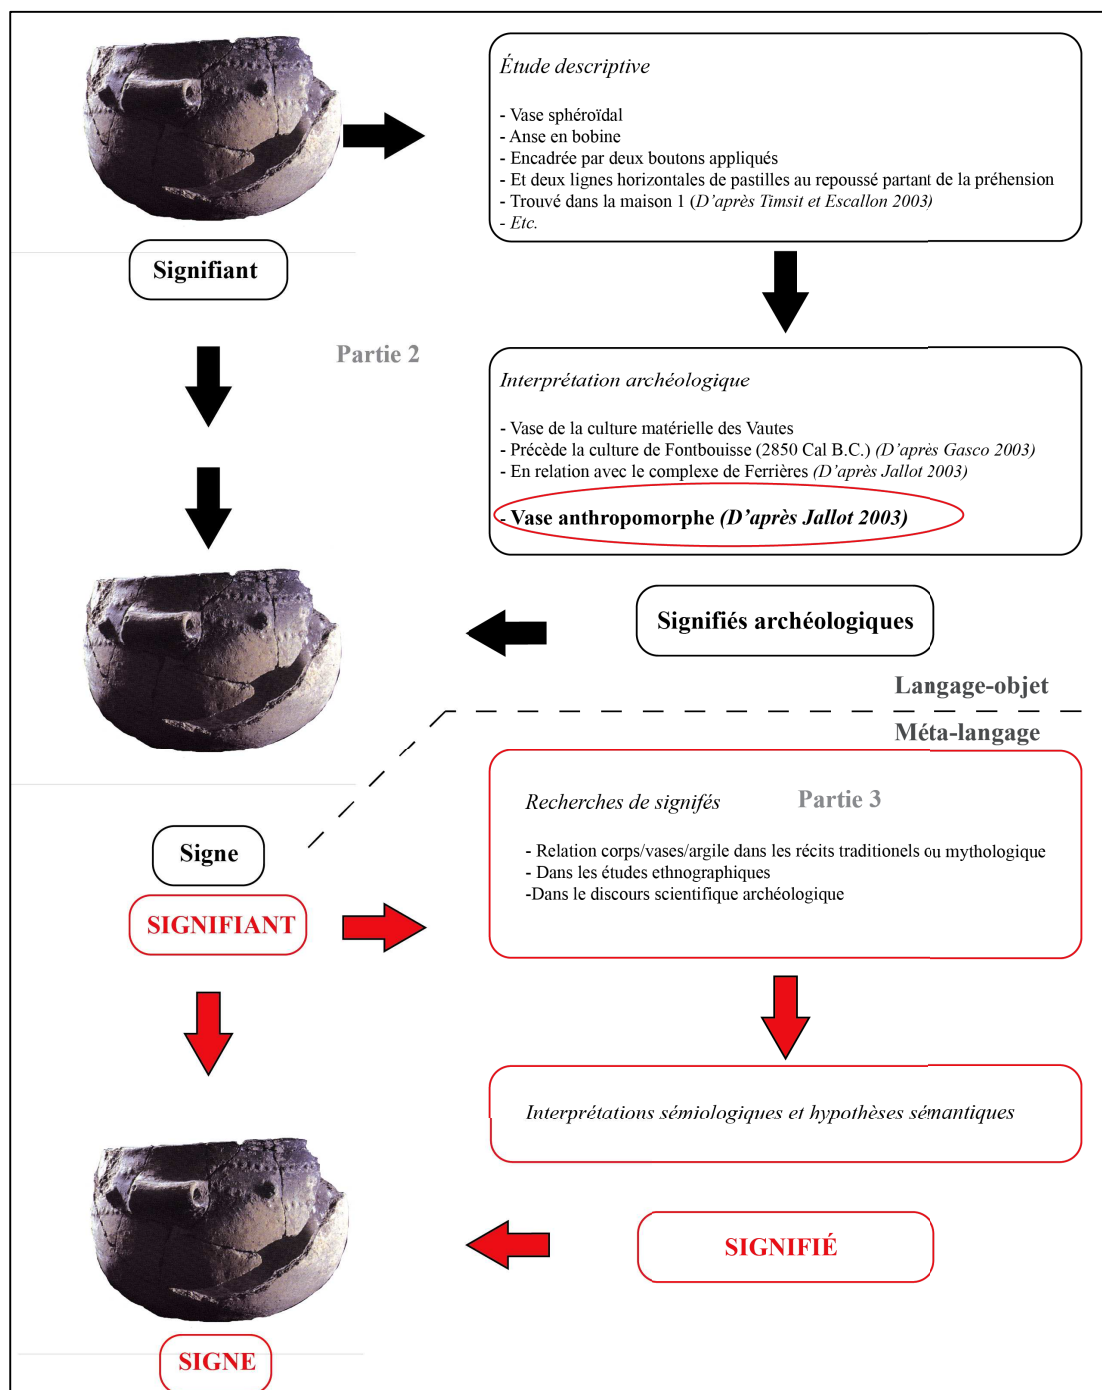 Étude descriptive
- Vase sphéroïdal
- Anse en bobine
- Encadrée par deux boutons appliqués
- Et deux lignes horizontales de pastilles au repoussé partant de la préhension
- Trouvé dans la maison 1 (D’après Timsit et Escallon 2003)
- Etc.
Signifiant
Partie 2
Interprétation archéologique
- Vase de la culture matérielle des Vautes
- Précède la culture de Fontbouisse (2850 Cal B.C.) (D’après Gasco 2003)
- En relation avec le complexe de Ferrières (D’après Jallot 2003)
- Vase anthropomorphe (D’après Jallot 2003)
Signifiés archéologiques
Langage-objet
Méta-langage
Recherches de signifés
Partie 3
- Relation corps/vases/argile dans les récits traditionels ou mythologique
- Dans les études ethnographiques
-Dans le discours scientifique archéologique
Signe
SIGNIFIANT
Interprétations sémiologiques et hypothèses sémantiques
SIGNIFIÉ
SIGNE